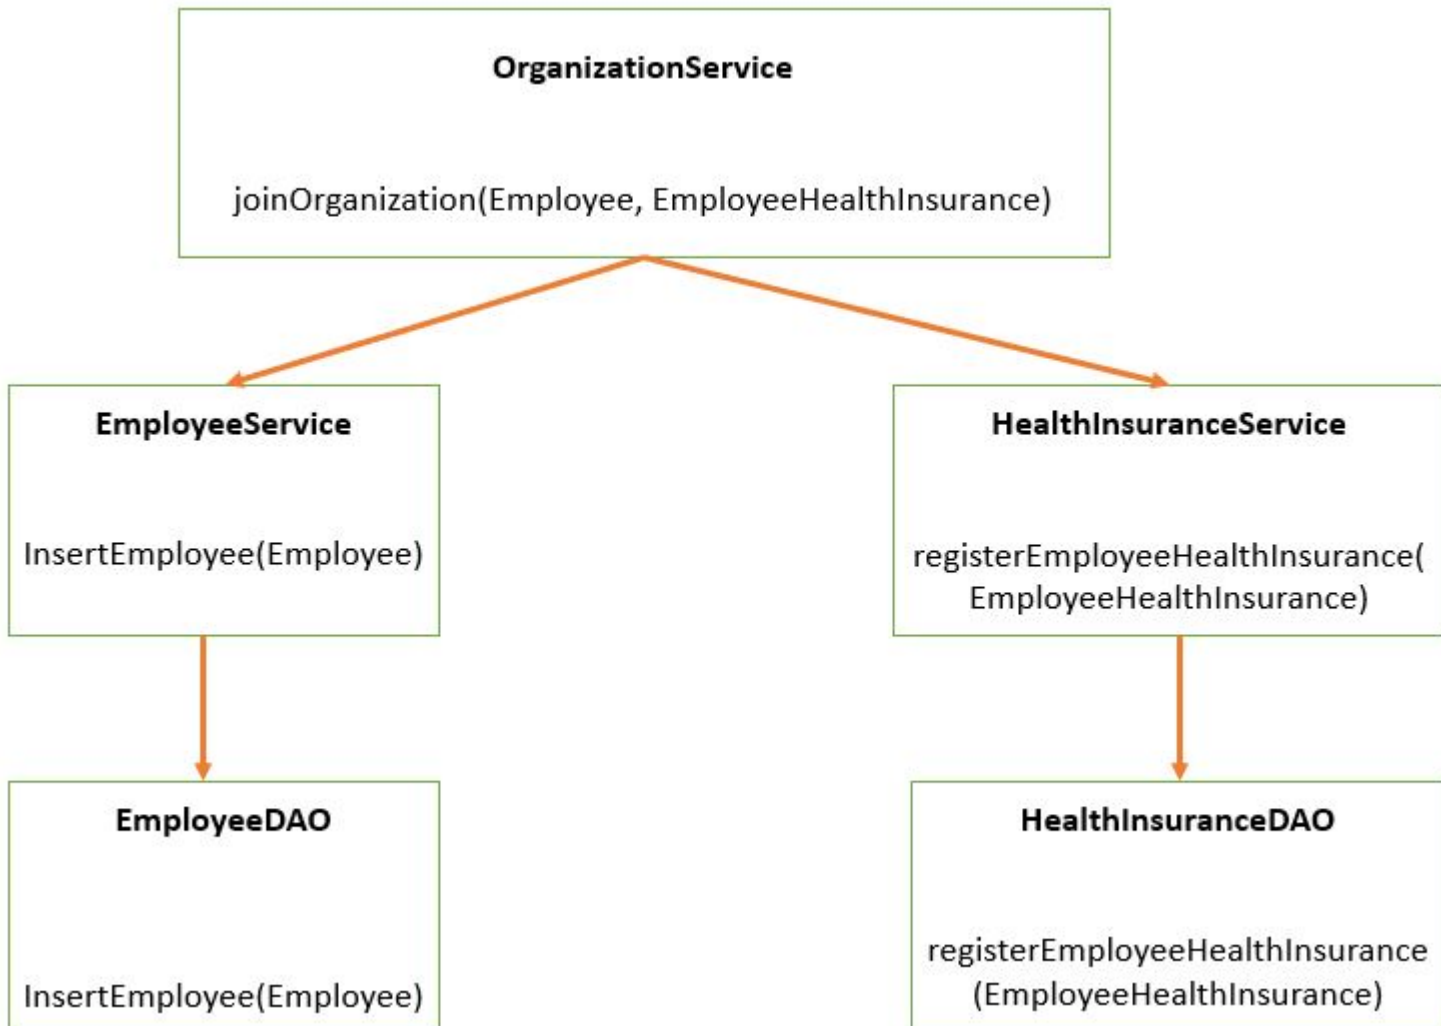 OrganizationService
joinOrganization(Employee, EmployeeHealthInsurance)
EmployeeService
InsertEmployee(Employee)
HealthInsuranceService
registerEmployeeHealthInsurance(
EmployeeHealthInsurance)
EmployeeDAO
InsertEmployee(Employee)
HealthInsuranceDAO
registerEmployeeHealthInsurance
(EmployeeHealthInsurance)